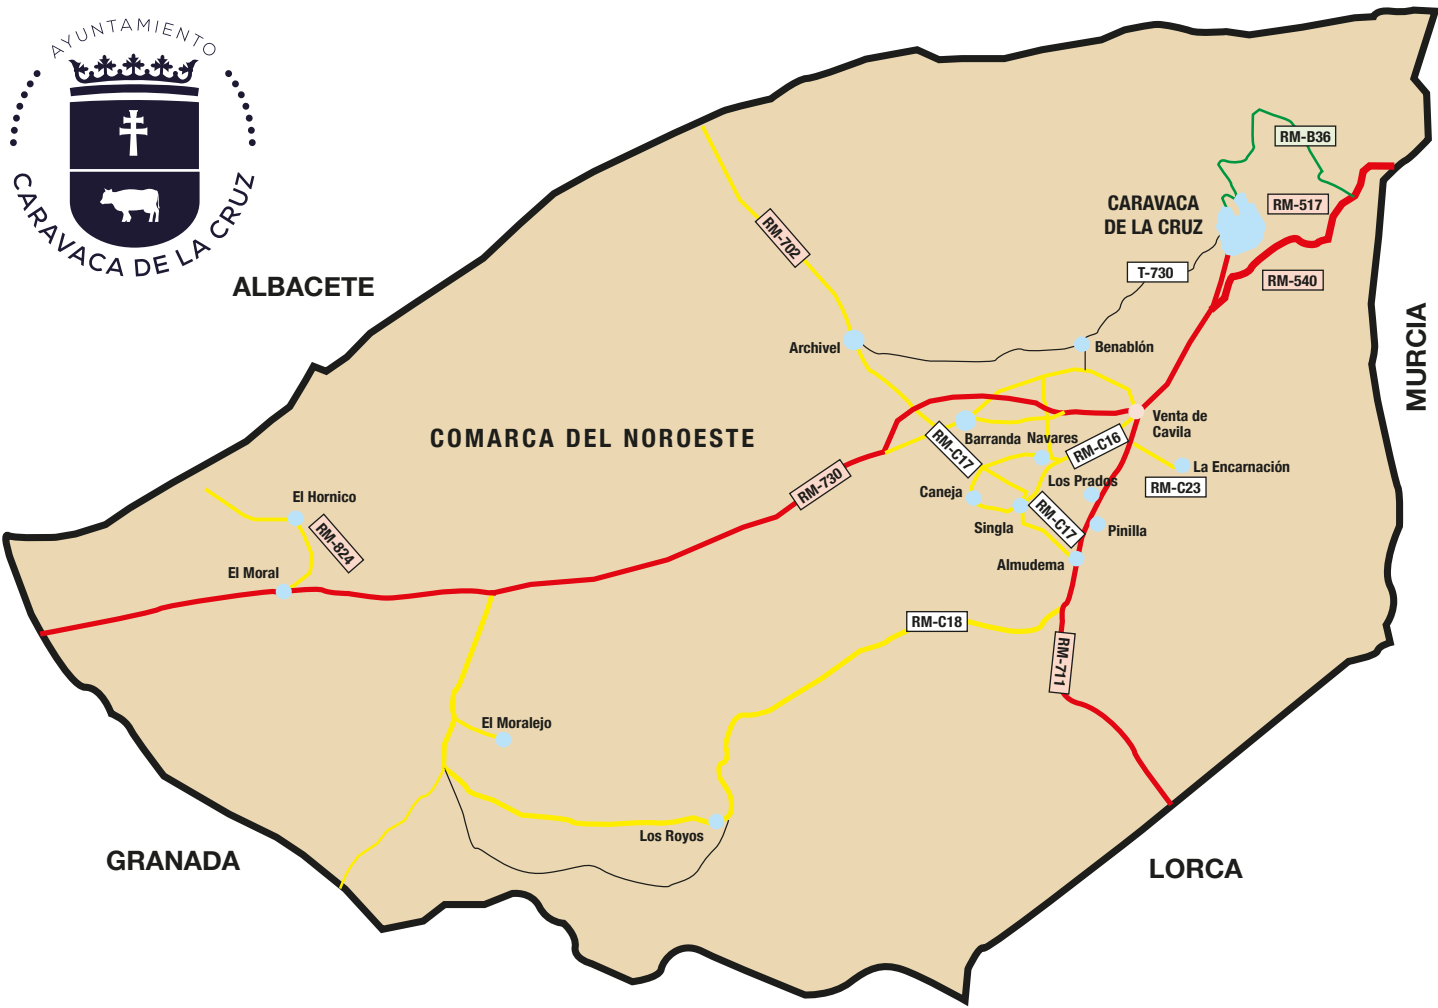 AYUNTAMIENTO
CARAVACA DE LA CRUZ
ALBACETE
RM-B36
RM-517
CARAVACA
DE LA CRUZ
RM-702
T-730
RM-540
MURCIA
Archivel
Benablón
COMARCA DEL NOROESTE
Venta de
Cavila
Barranda
Navares
RM-C16
RM-C17
La Encarnación
RM-C23
RM-730
Los Prados
Caneja
El Hornico
RM-824
Singla
RM-C17
Pinilla
Almudema
El Moral
RM-C18
RM-711
El Moralejo
Los Royos
GRANADA
LORCA